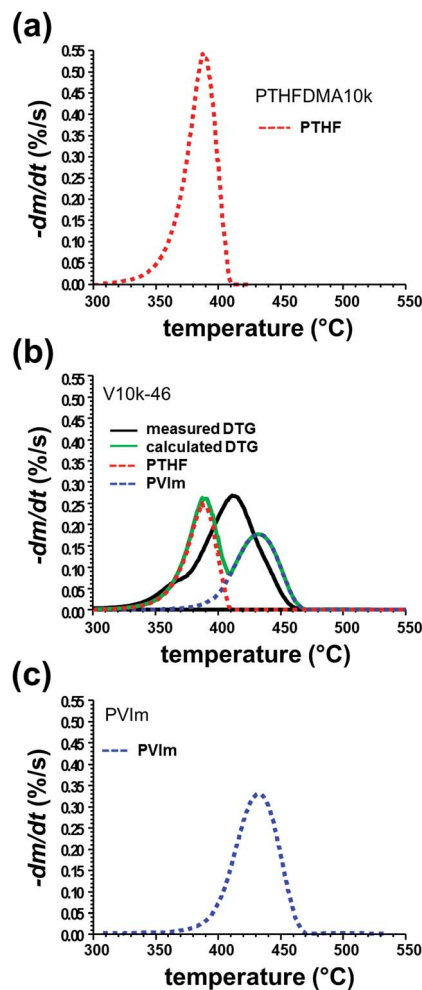 (a)
0.55
0.50
0.45
0.40
0.35
0.30
0.25
0.20
0.15
0.10
0.05
0.00
-dm/dt (%/s)
PTHFDMA10k
PTHF
300 350 400 450 500 550
temperature (°C)
(b)
0.55
0.50
0.45
0.40
0.35
0.30
0.25
0.20
0.15
0.10
0.05
0.00
-dm/dt (%/s)
V10k-46
measured DTG
calculated DTG
PTHF
PVIm
300 350 400 450 500 550
temperature (°C)
(c)
0.55
0.50
0.45
0.40
0.35
0.30
0.25
0.20
0.15
0.10
0.05
0.00
-dm/dt (%/s)
PVIm
PVIm
300 350 400 450 500 550
temperature (°C)